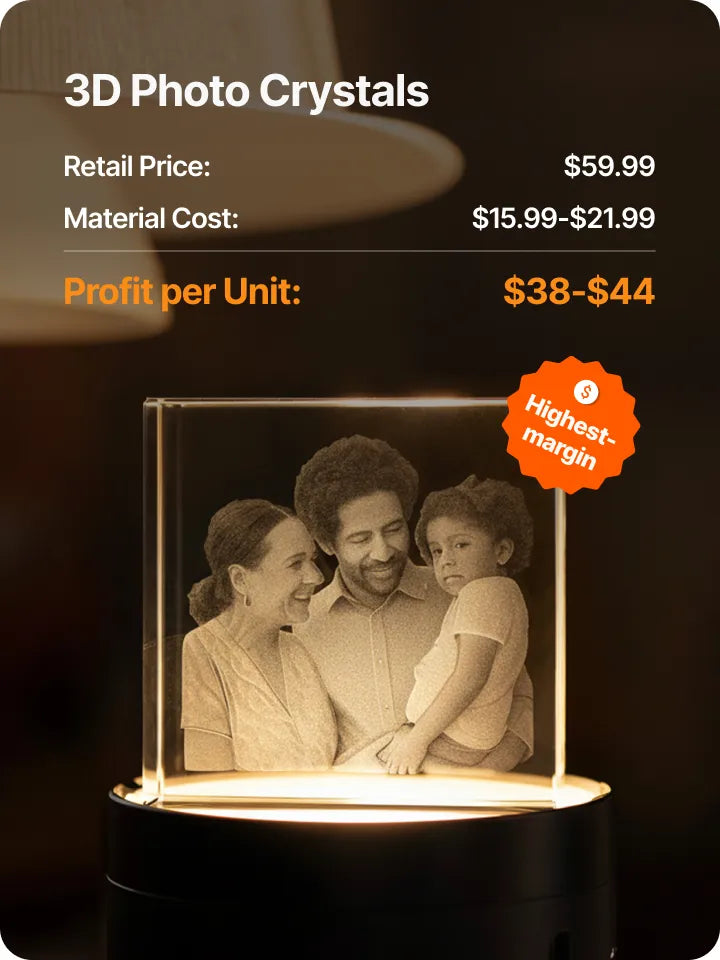 3D Photo Crystals
Retail Price: $59.99
Material Cost: $15.99-$21.99
Profit per Unit: $38-$44
$
Highest-
margin